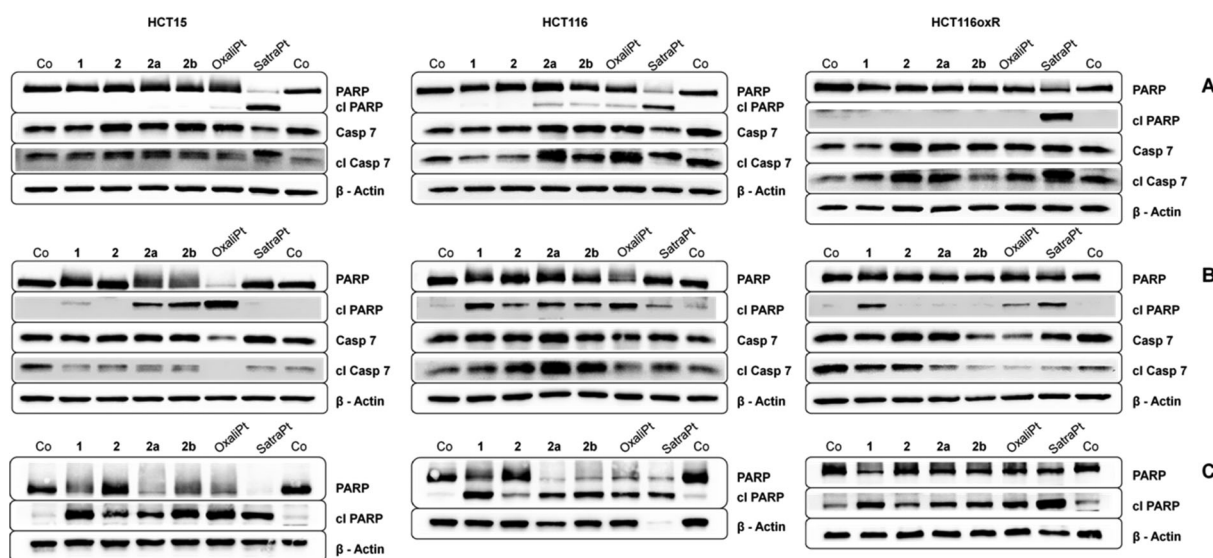 HCT15 HCT116 HCT116oxR
Co 1 2 2a 2b OxaliPt SatraPt Co Co 1 2 2a 2b OxaliPt SatraPt Co Co 1 2 2a 2b OxaliPt SatraPt Co
PARP PARP PARP A
cl PARP cl PARP cl PARP
Casp 7 Casp 7 Casp 7
cl Casp 7 cl Casp 7 cl Casp 7
β - Actin β - Actin β - Actin
Co 1 2 2a 2b OxaliPt SatraPt Co Co 1 2 2a 2b OxaliPt SatraPt Co Co 1 2 2a 2b OxaliPt SatraPt Co
PARP PARP PARP B
cl PARP cl PARP cl PARP
Casp 7 Casp 7 Casp 7
cl Casp 7 cl Casp 7 cl Casp 7
β - Actin β - Actin β - Actin
Co 1 2 2a 2b OxaliPt SatraPt Co Co 1 2 2a 2b OxaliPt SatraPt Co Co 1 2 2a 2b OxaliPt SatraPt Co
PARP PARP PARP C
cl PARP cl PARP cl PARP
β - Actin β - Actin β - Actin